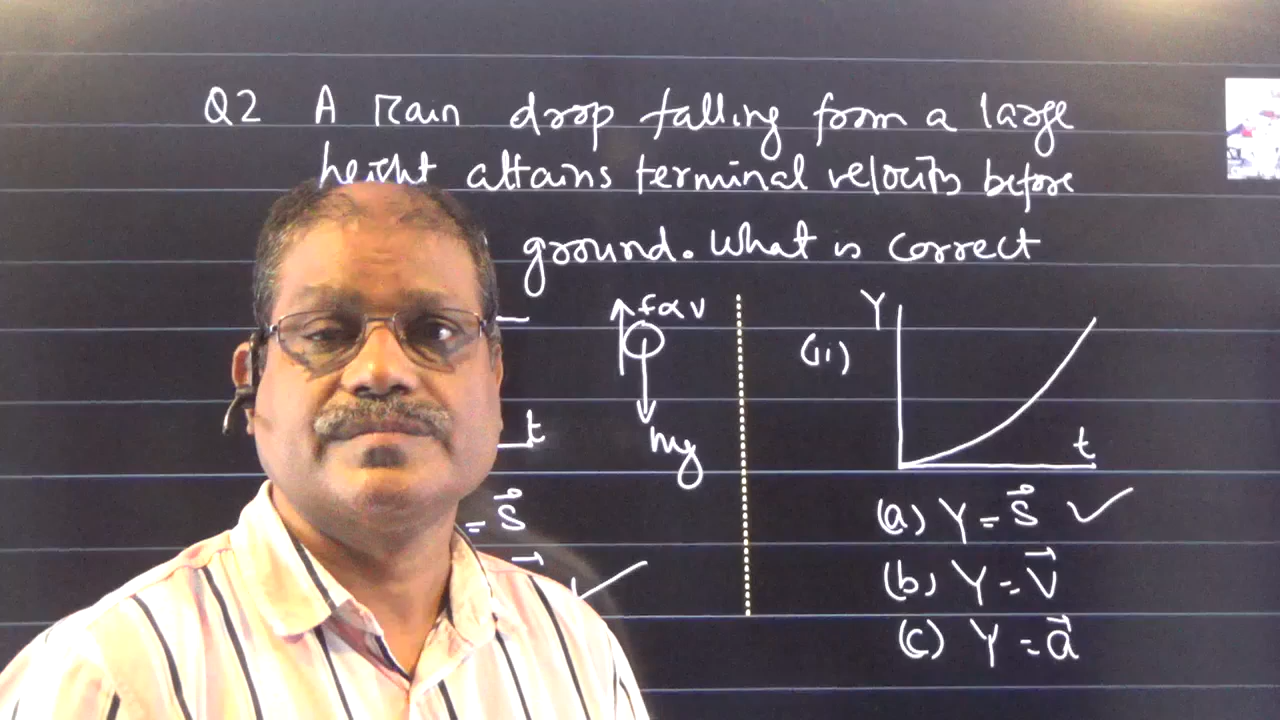 Q2 A rain drop falling from a large
height attains terminal velocity before
ground. What is correct
f α v
mg
t
= S⃗
(ii)
Y
t
(a) Y = S⃗ ✓
(b) Y = V⃗
(c) Y = a⃗